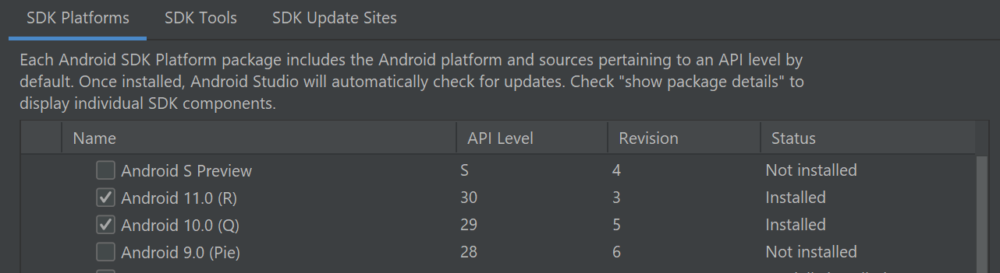 SDK Platforms SDK Tools SDK Update Sites
Each Android SDK Platform package includes the Android platform and sources pertaining to an API level by
default. Once installed, Android Studio will automatically check for updates. Check "show package details" to
display individual SDK components.
Name API Level Revision Status
Android S Preview S 4 Not installed
Android 11.0 (R) 30 3 Installed
Android 10.0 (Q) 29 5 Installed
Android 9.0 (Pie) 28 6 Not installed